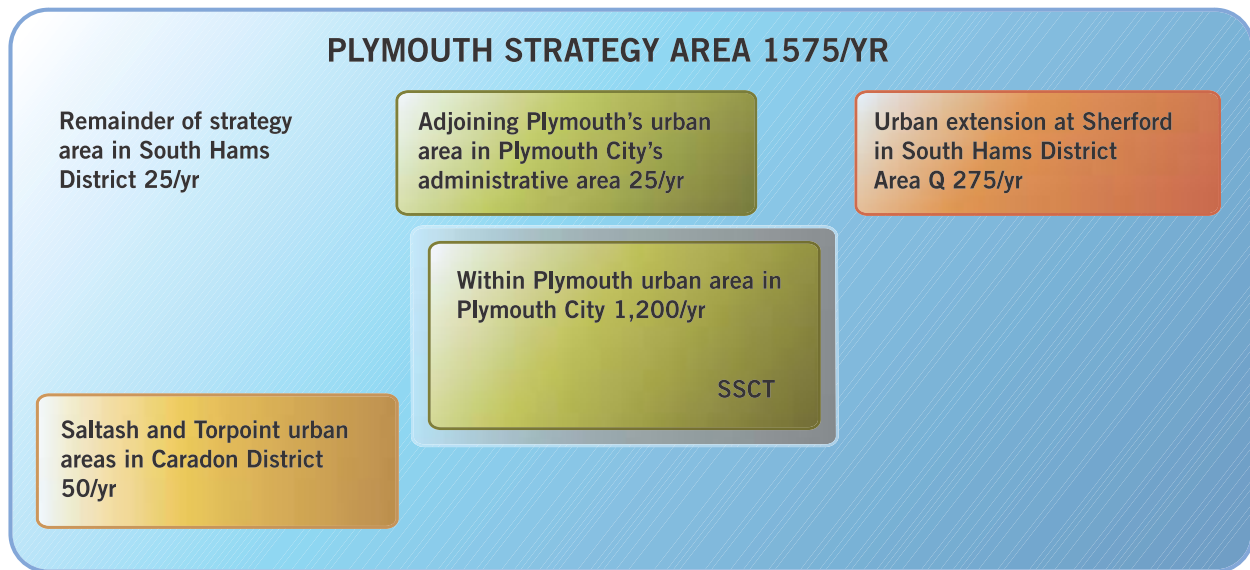 PLYMOUTH STRATEGY AREA 1575/YR
Remainder of strategy
area in South Hams
District 25/yr
Adjoining Plymouth's urban
area in Plymouth City's
administrative area 25/yr
Urban extension at Sherford
in South Hams District
Area Q 275/yr
Within Plymouth urban area in
Plymouth City 1,200/yr
SSCT
Saltash and Torpoint urban
areas in Caradon District
50/yr